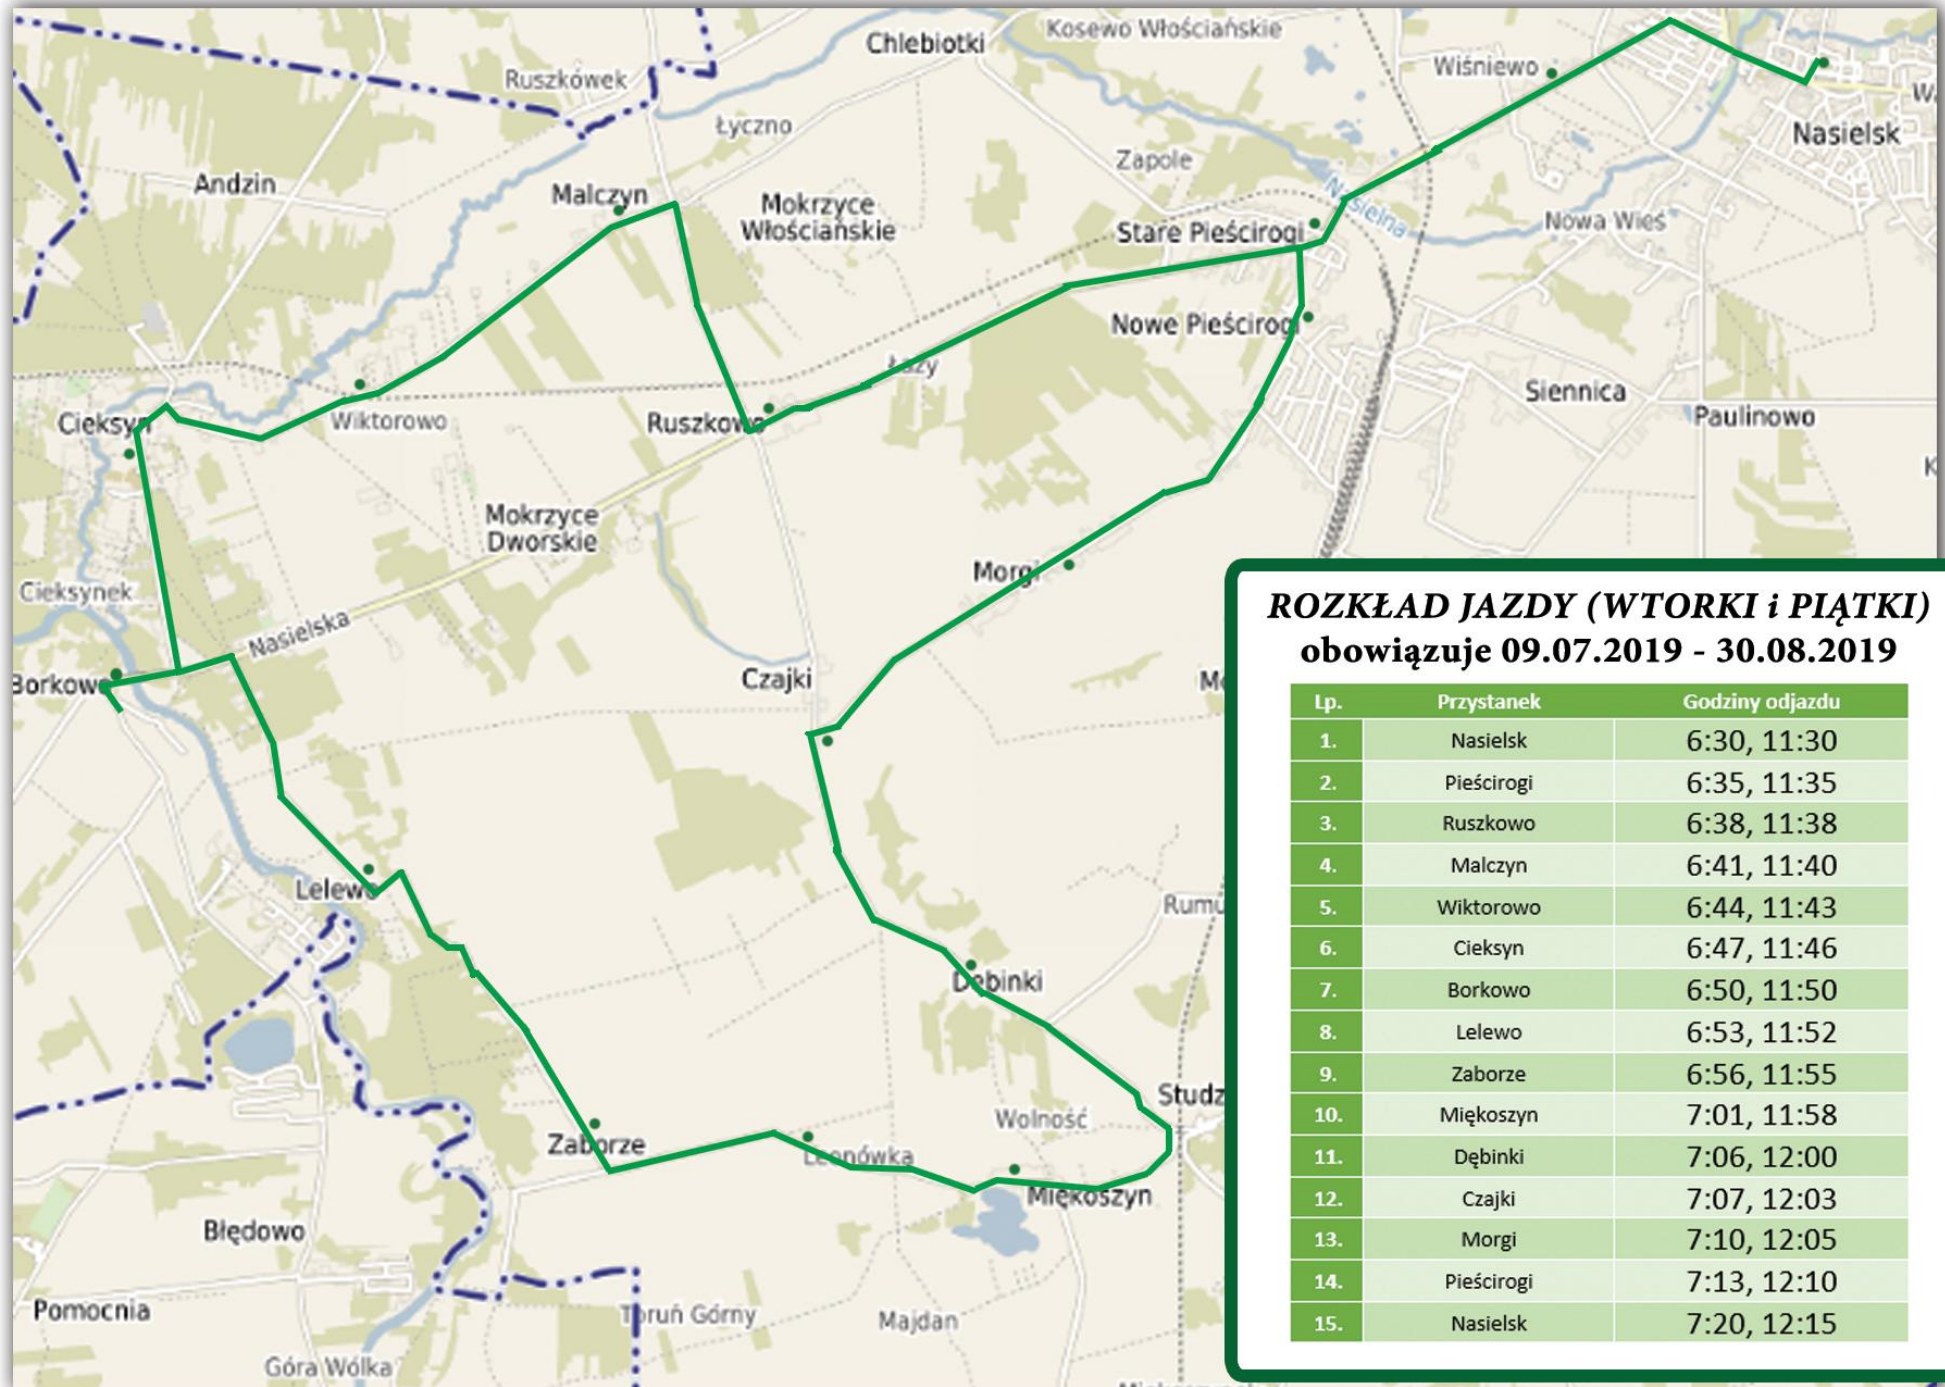 Kosewo Włościańskie
Chlebiotki
Ruszkówek
Wiśniewo
Łyczno
Nasielsk
Zapole
Andzin
Malczyn
Mokrzyce
Włościańskie
Nasielna
Stare Pieścirogi
Nowa Wieś
Nowe Pieścirogi
Łazy
Siennica
Paulinowo
Cieksyn
Wiktorowo
Ruszkowo
Mokrzyce
Dworskie
Morgi
Cieksynek
Nasielska
Borkowo
Czajki
Lelewo
Rumu
Dębinki
Studz
Wolność
Zaborze
Leonówka
Miękoszyn
Błędowo
Pomocnia
Toruń Górny
Majdan
Góra Wólka
ROZKŁAD JAZDY (WTORKI i PIĄTKI)
obowiązuje 09.07.2019 - 30.08.2019
Lp. Przystanek Godziny odjazdu
1. Nasielsk 6:30, 11:30
2. Pieścirogi 6:35, 11:35
3. Ruszkowo 6:38, 11:38
4. Malczyn 6:41, 11:40
5. Wiktorowo 6:44, 11:43
6. Cieksyn 6:47, 11:46
7. Borkowo 6:50, 11:50
8. Lelewo 6:53, 11:52
9. Zaborze 6:56, 11:55
10. Miękoszyn 7:01, 11:58
11. Dębinki 7:06, 12:00
12. Czajki 7:07, 12:03
13. Morgi 7:10, 12:05
14. Pieścirogi 7:13, 12:10
15. Nasielsk 7:20, 12:15